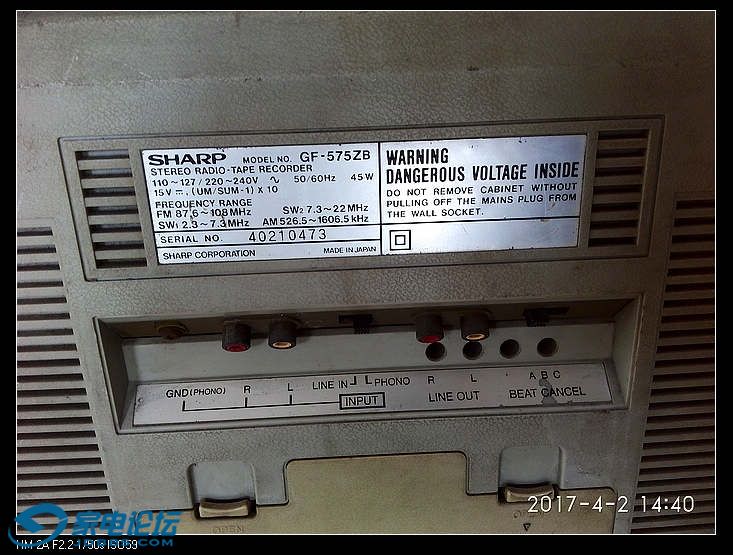 SHARP MODEL NO. GF-575ZB
STEREO RADIO-TAPE RECORDER
110~127/220~240V ∿ 50/60Hz 45W
15V ⎓ (UM/SUM-1) X 10
FREQUENCY RANGE
FM 87.6~108MHz SW2 7.3~22MHz
SW1 2.3~7.3MHz AM 526.5~1606.5kHz
SERIAL NO. 40210473
SHARP CORPORATION MADE IN JAPAN
WARNING
DANGEROUS VOLTAGE INSIDE
DO NOT REMOVE CABINET WITHOUT
PULLING OFF THE MAINS PLUG FROM
THE WALL SOCKET.
GND(PHONO) R L LINE IN PHONO R L A B C
INPUT LINE OUT BEAT CANCEL
OPEN
2017-4-2 14:40
家电论坛